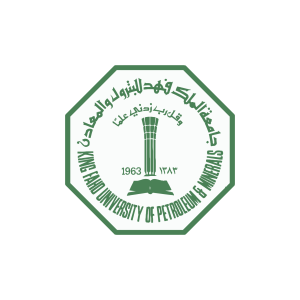 جامعة الملك فهد للبترول والمعادن
وقل رب زدني علما
1963 ١٣٨٣
KING FAHD UNIVERSITY OF PETROLEUM & MINERALS